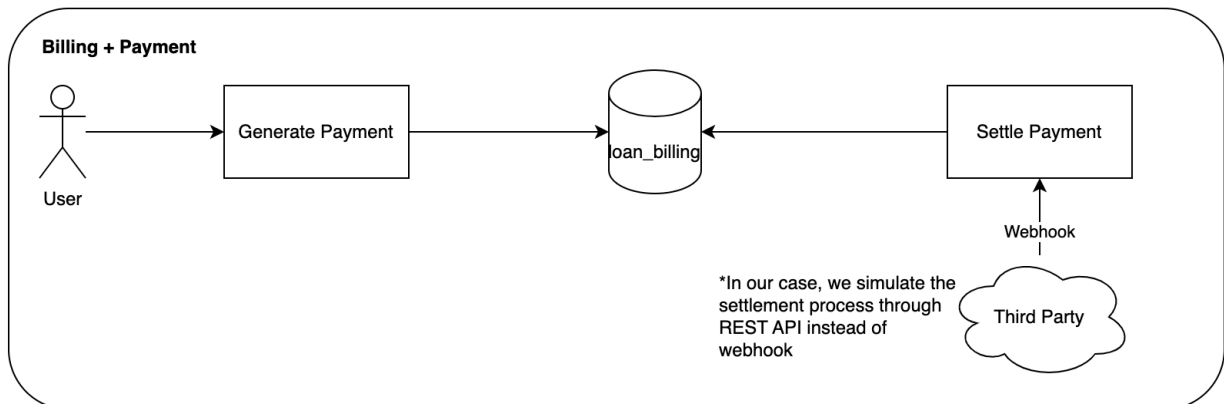 Billing + Payment
Generate Payment
loan_billing
Settle Payment
User
Webhook
*In our case, we simulate the
settlement process through
REST API instead of
webhook
Third Party